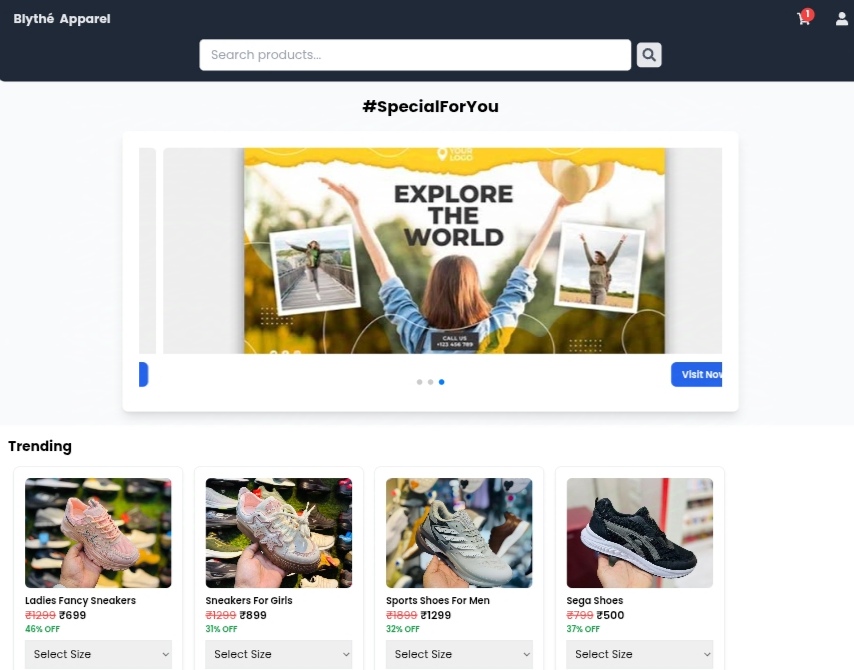 Blythé Apparel
1
Search products...
#SpecialForYou
YOUR
LOGO
EXPLORE
THE
WORLD
CALL US
+123 456 789
Visit Now
Trending
Ladies Fancy Sneakers
₹1299 ₹699
46% OFF
Select Size
Sneakers For Girls
₹1299 ₹899
31% OFF
Select Size
Sports Shoes For Men
₹1899 ₹1299
32% OFF
Select Size
Sega Shoes
₹799 ₹500
37% OFF
Select Size